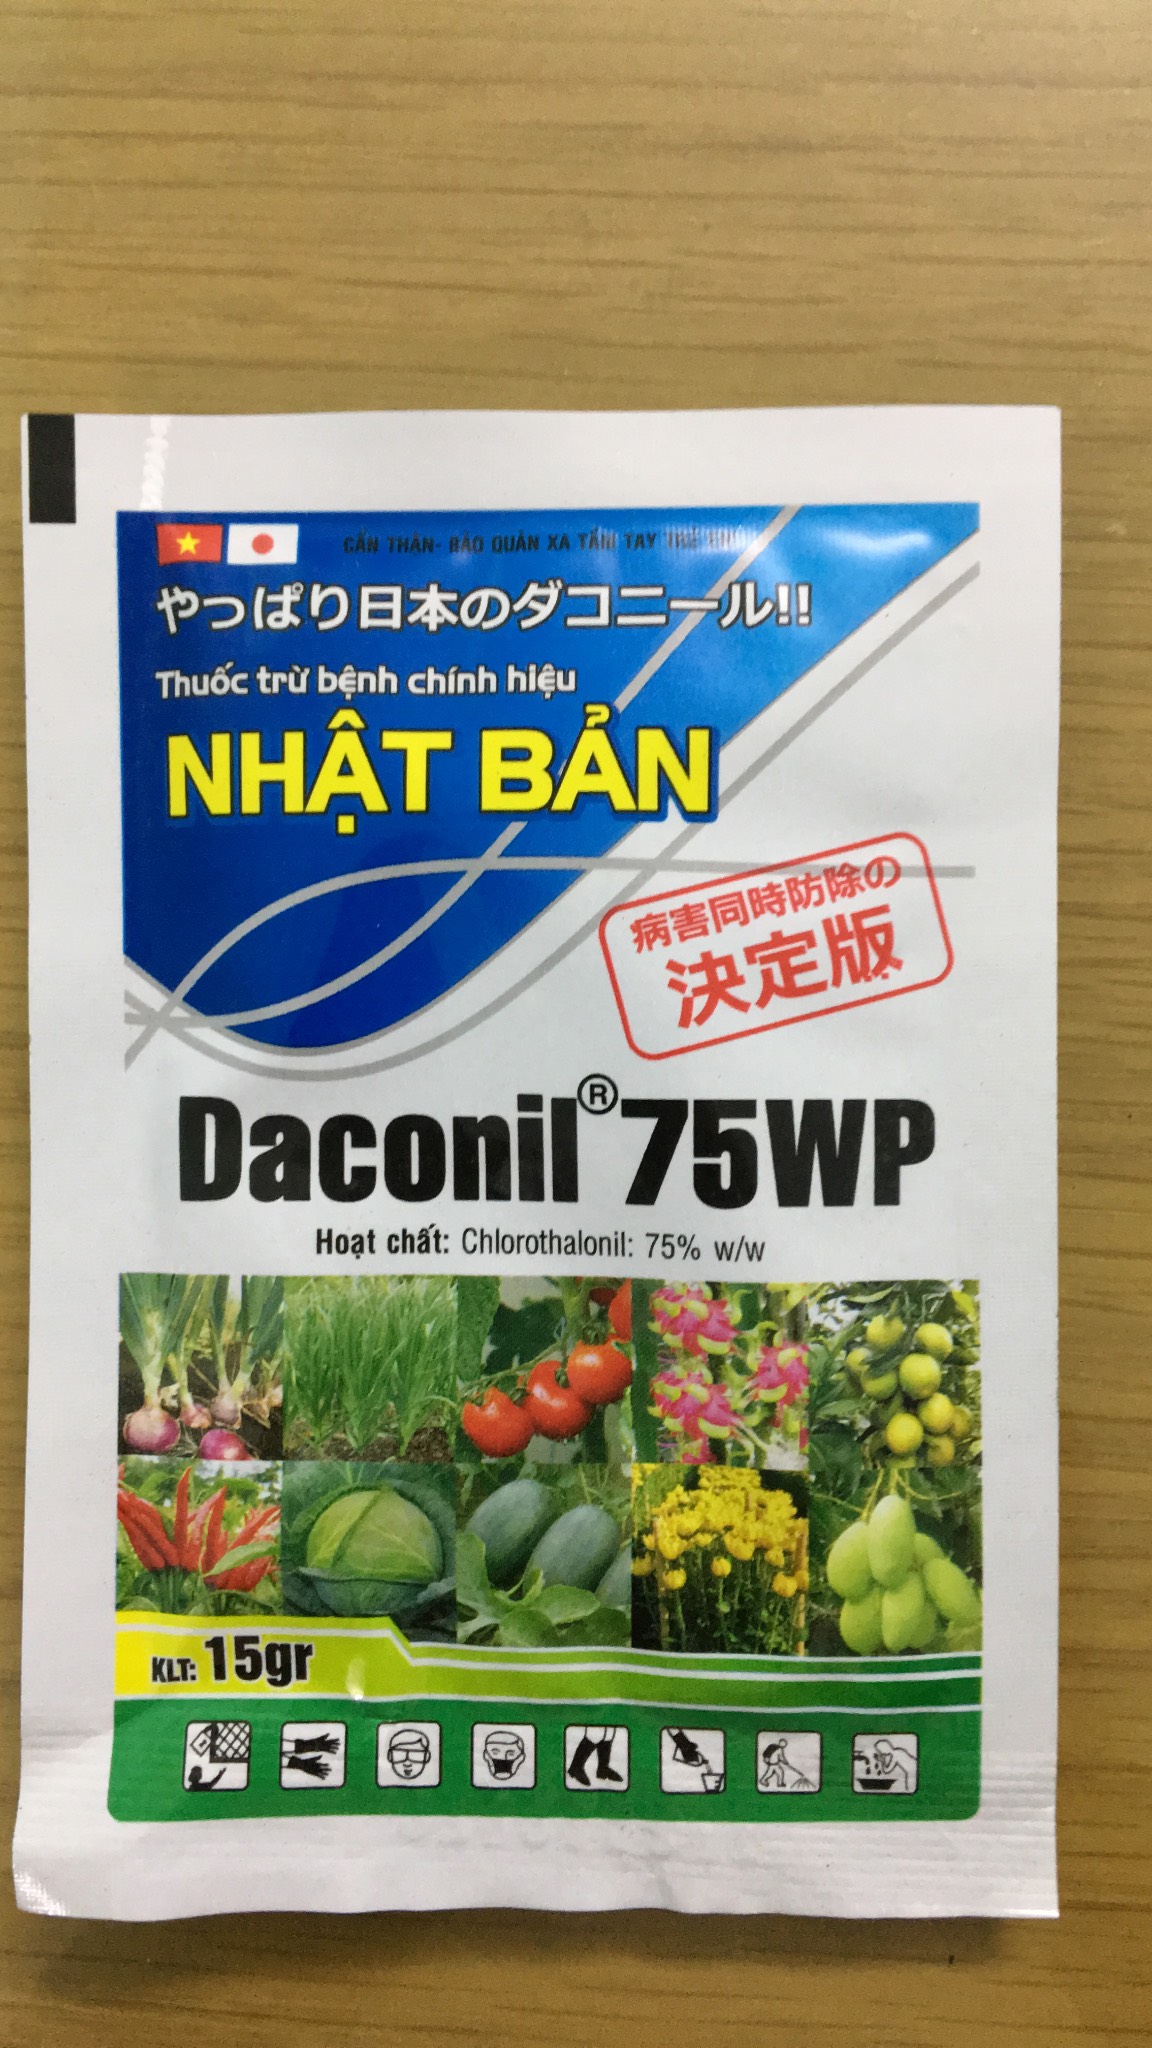 CẨN THẬN- BẢO QUẢN XA TẦM TAY TRẺ EM
やっぱり日本のダコニール!!
Thuốc trừ bệnh chính hiệu
NHẬT BẢN
病害同時防除の
決定版
Daconil® 75WP
Hoạt chất: Chlorothalonil: 75% w/w
KLT: 15gr